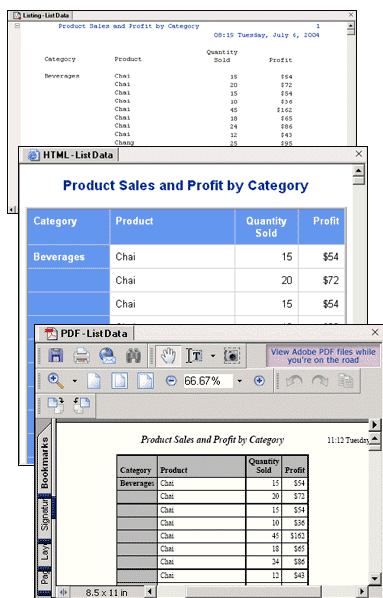 Listing - List Data
Product Sales and Profit by Category 1
08:19 Tuesday, July 6, 2004
Quantity
Category Product Sold Profit
Beverages Chai 15 $54
Chai 20 $72
Chai 15 $54
Chai 10 $36
Chai 45 $162
Chai 18 $65
Chai 24 $86
Chai 12 $43
Chang 25 $95
HTML - List Data
Product Sales and Profit by Category
Category Product Quantity Profit
Sold
Beverages Chai 15 $54
Chai 20 $72
Chai 15 $54
PDF - List Data
View Adobe PDF files while
you're on the road
66.67%
Bookmarks
Signatur
Lay
Pag
Product Sales and Profit by Category 11:12 Tuesday
Quantity
Category Product Sold Profit
Beverages Chai 15 $54
Chai 20 $72
Chai 15 $54
Chai 10 $36
Chai 45 $162
Chai 18 $65
Chai 24 $86
Chai 12 $43
8.5 x 11 in